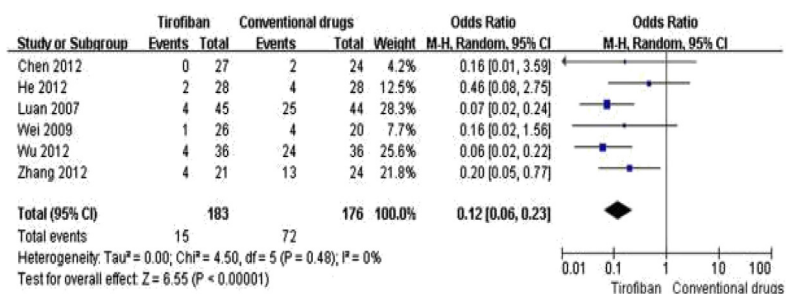 Tirofiban Conventional drugs Odds Ratio Odds Ratio
Study or Subgroup Events Total Events Total Weight M-H, Random, 95% CI M-H, Random, 95% CI
Chen 2012 0 27 2 24 4.2% 0.16 [0.01, 3.59]
He 2012 2 28 4 28 12.5% 0.46 [0.08, 2.75]
Luan 2007 4 45 25 44 28.3% 0.07 [0.02, 0.24]
Wei 2009 1 26 4 20 7.7% 0.16 [0.02, 1.56]
Wu 2012 4 36 24 36 25.6% 0.06 [0.02, 0.22]
Zhang 2012 4 21 13 24 21.8% 0.20 [0.05, 0.77]
Total (95% CI) 183 176 100.0% 0.12 [0.06, 0.23]
Total events 15 72
Heterogeneity: Tau² = 0.00; Chi² = 4.50, df = 5 (P = 0.48); I² = 0%
Test for overall effect: Z = 6.55 (P < 0.00001)
0.01 0.1 1 10 100
Tirofiban Conventional drugs